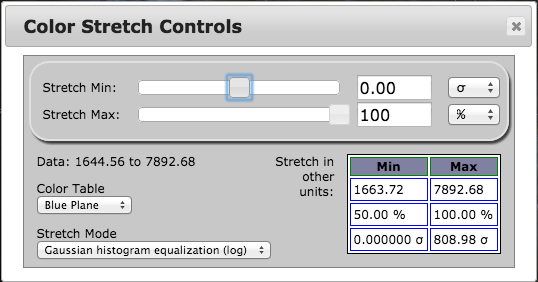 Color Stretch Controls
Stretch Min: 0.00 σ
Stretch Max: 100 %
Data: 1644.56 to 7892.68
Color Table
Blue Plane
Stretch Mode
Gaussian histogram equalization (log)
Stretch in
other
units:
Min Max
1663.72 7892.68
50.00 % 100.00 %
0.000000 σ 808.98 σ